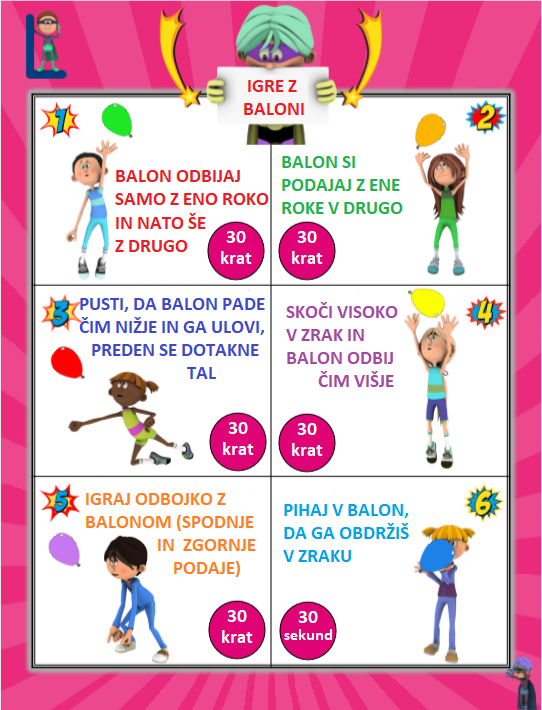 IGRE Z
BALONI
1
BALON ODBIJAJ
SAMO Z ENO ROKO
IN NATO ŠE
Z DRUGO
30
krat
2
BALON SI
PODAJAJ Z ENE
ROKE V DRUGO
30
krat
3
PUSTI, DA BALON PADE
ČIM NIŽJE IN GA ULOVI,
PREDEN SE DOTAKNE
TAL
30
krat
4
SKOČI VISOKO
V ZRAK IN
BALON ODBIJ
ČIM VIŠJE
30
krat
5
IGRAJ ODBOJKO Z
BALONOM (SPODNJE
IN ZGORNJE
PODAJE)
30
krat
6
PIHAJ V BALON,
DA GA OBDRŽIŠ
V ZRAKU
30
sekund